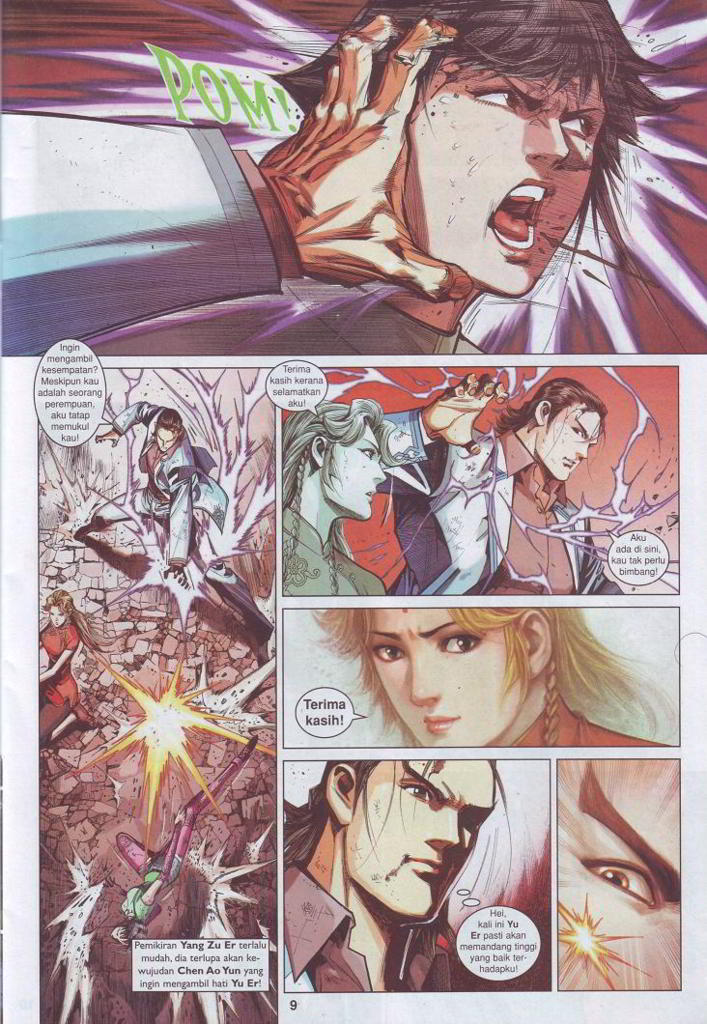 POM!
Ingin
mengambil
kesempatan?
Meskipun kau
adalah seorang
perempuan,
aku tatap
memukul
kau!
Terima
kasih kerana
selamatkan
aku!
Aku
ada di sini,
kau tak perlu
bimbang!
Terima
kasih!
Hei,
kali ini Yu
Er pasti akan
memandang tinggi
yang baik ter-
hadapku!
Pemikiran Yang Zu Er terlalu
mudah, dia terlupa akan ke-
wujudan Chen Ao Yun yang
ingin mengambil hati Yu Er!
9